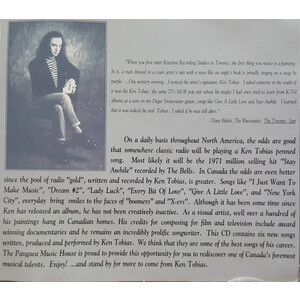 "When you first enter Reaction Recording Studios in Toronto, the first thing you notice is a painting.
In it, a man dressed in a court artist's suit with a nose like an eagle's beak is proudly singing on a stage in
people. ... One unlucky evening, I noticed the artist's name. It was Ken Tobias. I asked someone in the studio if
it was the Ken Tobias, the same 70's NOB pop star whose hit singles I had once tried to learn from K-Tel
albums as a teen on my Degas Stratocaster guitar, songs like Give A Little Love and Stay Awhile. I learned
that it was indeed the real Tobias. I asked if he was still alive."
- Dave Bidini, The Rheostatics, The Toronto Star
On a daily basis throughout North America, the odds are good
that somewhere classic radio will be playing a Ken Tobias penned
song. Most likely it will be the 1971 million selling hit "Stay
Awhile" recorded by The Bells. In Canada the odds are even better
since the pool of radio "gold", written and recorded by Ken Tobias, is greater. Songs like "I Just Want To
Make Music", "Dream #2", "Lady Luck", "Every Bit Of Love", "Give A Little Love", and "New York
City", everyday bring smiles to the faces of "boomers" and "X-ers". Although it has been some time since
Ken has released an album, he has not been creatively inactive. As a visual artist, well over a hundred of
his paintings hang in Canadian homes. His credits for composing for film and television include award
winning documentaries and he remains an incredibly prolific songwriter. This CD contains six new songs
written, produced and performed by Ken Tobias. We think that they are some of the best songs of his career.
The Pangaea Music House is proud to provide this opportunity for you to rediscover one of Canada's foremost
musical talents. Enjoy! ...and stand by for more to come from Ken Tobias.